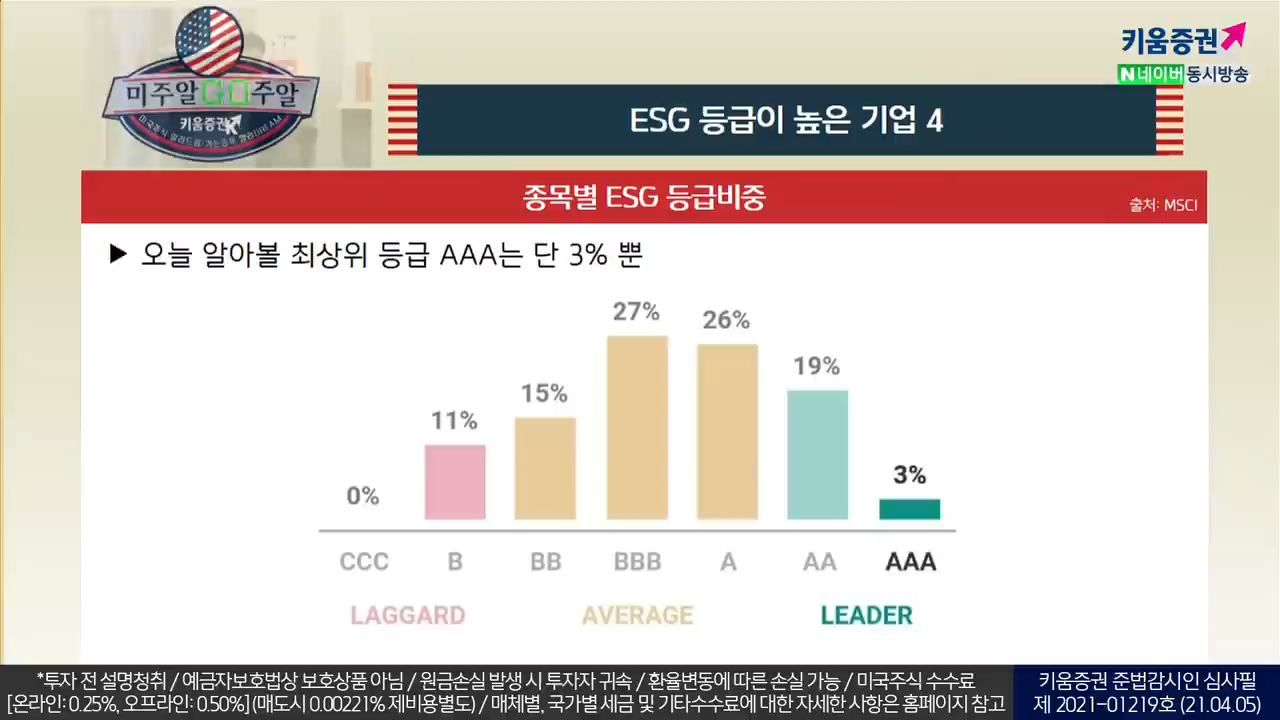 미주알GO주알
키움증권
키움증권
N 네이버 동시방송
ESG 등급이 높은 기업 4
종목별 ESG 등급비중
출처: MSCI
▶ 오늘 알아볼 최상위 등급 AAA는 단 3% 뿐
0% 11% 15% 27% 26% 19% 3%
CCC B BB BBB A AA AAA
LAGGARD AVERAGE LEADER
*투자 전 설명청취 / 예금자보호법상 보호상품 아님 / 원금손실 발생 시 투자자 귀속 / 환율변동에 따른 손실 가능 / 미국주식 수수료
[온라인: 0.25%, 오프라인: 0.50%] (매도시 0.00221% 제비용별도) / 매체별, 국가별 세금 및 기타수수료에 대한 자세한 사항은 홈페이지 참고
키움증권 준법감시인 심사필
제 2021-01219호 (21.04.05)